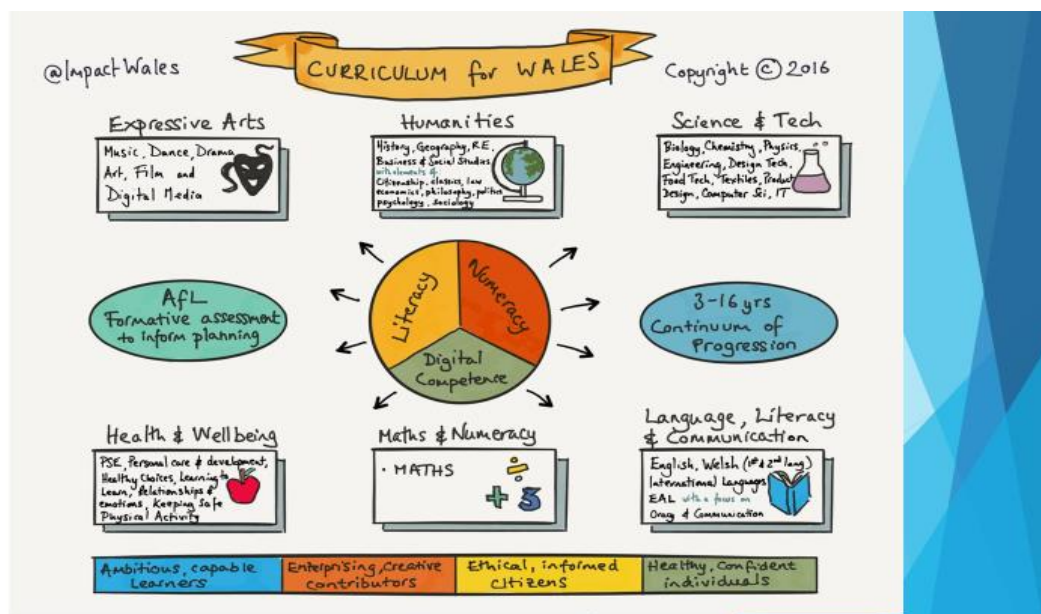 @ImpactWales
CURRICULUM for WALES
Copyright © 2016
Expressive Arts
Music, Dance, Drama
Art, Film and
Digital Media
Humanities
History, Geography, R.E,
Business & Social Studies
with elements of
Citizenship, classics, law
economics, philosophy, politics
psychology, sociology
Science & Tech
Biology, Chemistry, Physics,
Engineering, Design Tech,
Food Tech, Textiles, Product
Design, Computer Sci, IT
AfL
Formative assessment
to inform planning
Literacy
Numeracy
Digital
Competence
3-16 yrs
Continuum of
Progression
Health & Wellbeing
PSE, Personal care & development,
Healthy Choices, Learning to
Learn, Relationships &
emotions, Keeping Safe
Physical Activity
Maths & Numeracy
• MATHS
÷
+ 3
Language, Literacy
& Communication
English, Welsh (1st & 2nd lang)
International Languages
EAL with a focus on
Oracy & Communication
Ambitious, capable
Learners
Enterprising, Creative
contributors
Ethical, informed
Citizens
Healthy, Confident
individuals